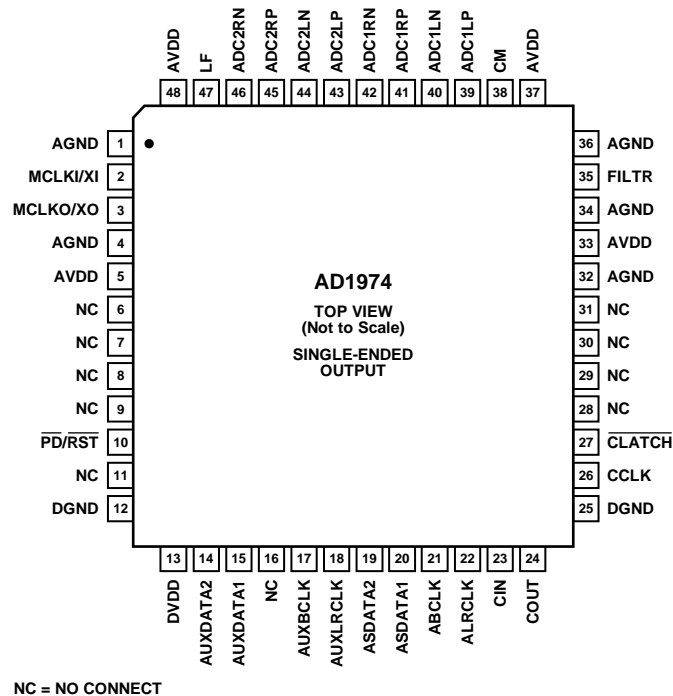 AVDD
LF
ADC2RN
ADC2RP
ADC2LN
ADC2LP
ADC1RN
ADC1RP
ADC1LN
ADC1LP
CM
AVDD
48 47 46 45 44 43 42 41 40 39 38 37
AGND 1
MCLKI/XI 2
MCLKO/XO 3
AGND 4
AVDD 5
NC 6
NC 7
NC 8
NC 9
PD/RST 10
NC 11
DGND 12
AD1974
TOP VIEW
(Not to Scale)
SINGLE-ENDED
OUTPUT
36 AGND
35 FILTR
34 AGND
33 AVDD
32 AGND
31 NC
30 NC
29 NC
28 NC
27 CLATCH
26 CCLK
25 DGND
13 14 15 16 17 18 19 20 21 22 23 24
DVDD
AUXDATA2
AUXDATA1
NC
AUXBCLK
AUXLRCLK
ASDATA2
ASDATA1
ABCLK
ALRCLK
CIN
COUT
NC = NO CONNECT